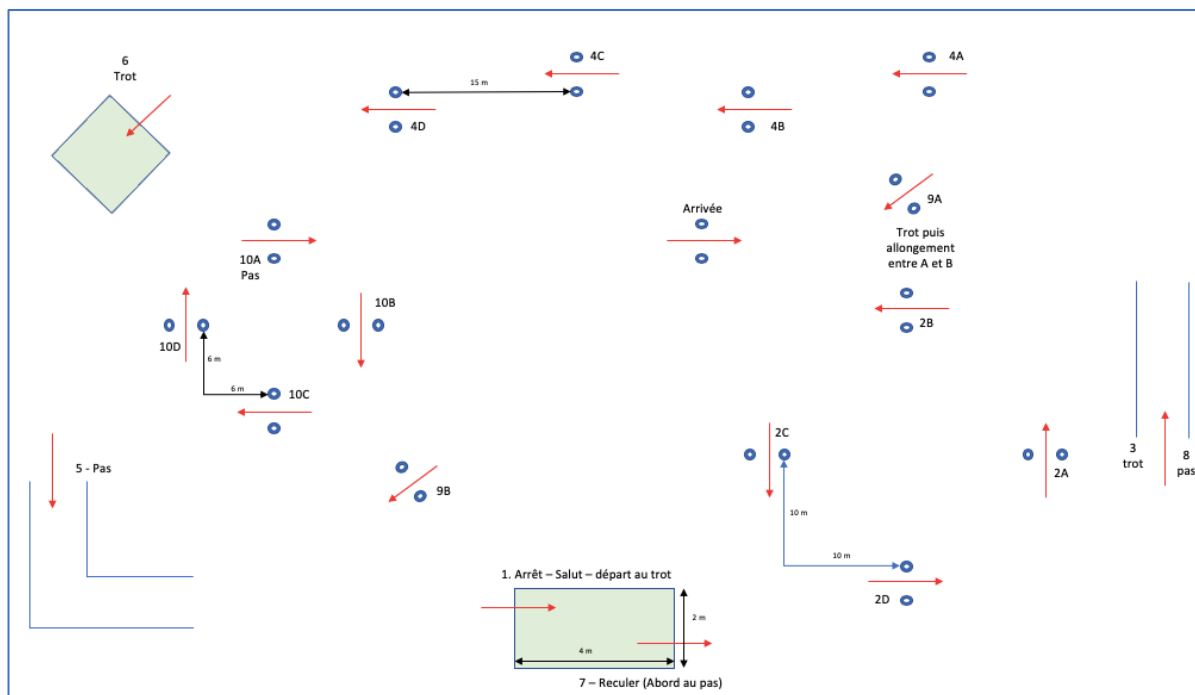 6
Trot
4C
4A
15 m
4D
4B
9A
Arrivée
Trot puis
allongement
entre A et B
10A
Pas
10B
2B
10D
6 m
6 m
10C
2C
3
trot
8
pas
2A
5 - Pas
9B
10 m
10 m
1. Arrêt – Salut – départ au trot
2D
2 m
4 m
7 – Reculer (Abord au pas)